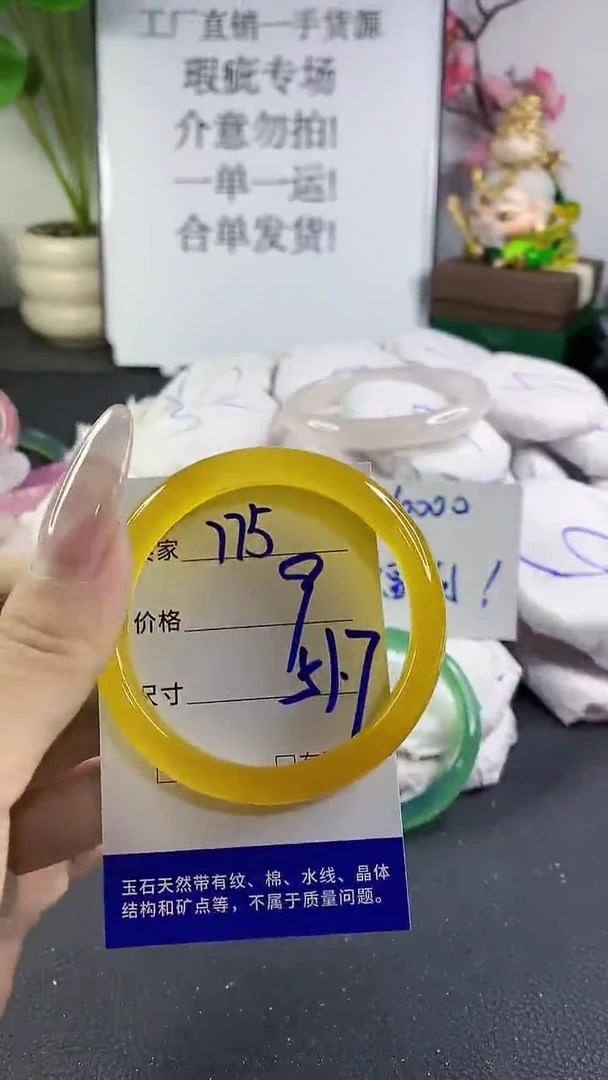 工厂直销一手货源
瑕疵专场
介意勿拍!
一单一运!
合单发货!
家 175
价格 9
尺寸 51.7
玉石天然带有纹、棉、水线、晶体
结构和矿点等，不属于质量问题。